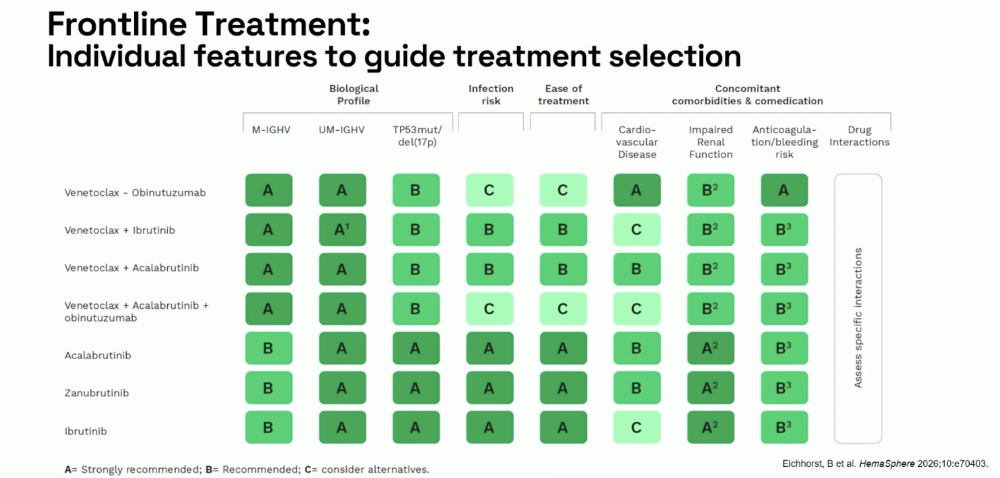 Frontline Treatment:
Individual features to guide treatment selection
Biological
Profile
Infection
risk
Ease of
treatment
Concomitant
comorbidities & comedication
M-IGHV
UM-IGHV
TP53mut/
del(17p)
Cardio-
vascular
Disease
Impaired
Renal
Function
Anticoagula-
tion/bleeding
risk
Drug
Interactions
Venetoclax - Obinutuzumab A A B C C A B² A
Venetoclax + Ibrutinib A A¹ B B B C B² B³
Venetoclax + Acalabrutinib A A B B B B B² B³
Venetoclax + Acalabrutinib +
obinutuzumab A A B C C C B² B³
Acalabrutinib B A A A A B A² B³
Zanubrutinib B A A A A B A² B³
Ibrutinib B A A A A C A² B³
Assess specific interactions
A= Strongly recommended; B= Recommended; C= consider alternatives.
Eichhorst, B et al. HemaSphere 2026;10:e70403.